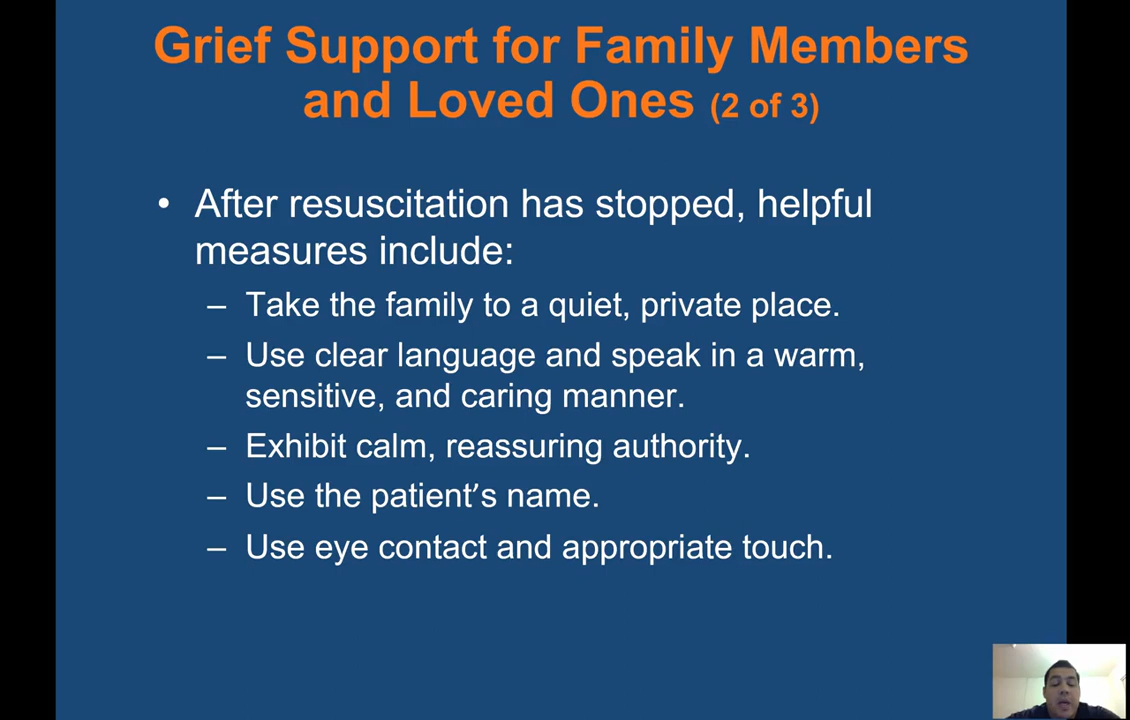 Grief Support for Family Members
and Loved Ones (2 of 3)
• After resuscitation has stopped, helpful
measures include:
– Take the family to a quiet, private place.
– Use clear language and speak in a warm,
sensitive, and caring manner.
– Exhibit calm, reassuring authority.
– Use the patient’s name.
– Use eye contact and appropriate touch.